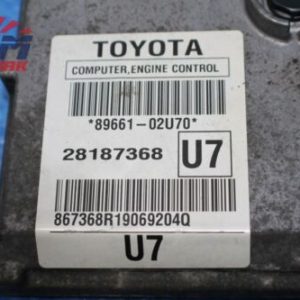 TOYOTA
COMPUTER,ENGINE CONTROL
*89661-02U70*
28187368
U7
867368R19069204Q
U7